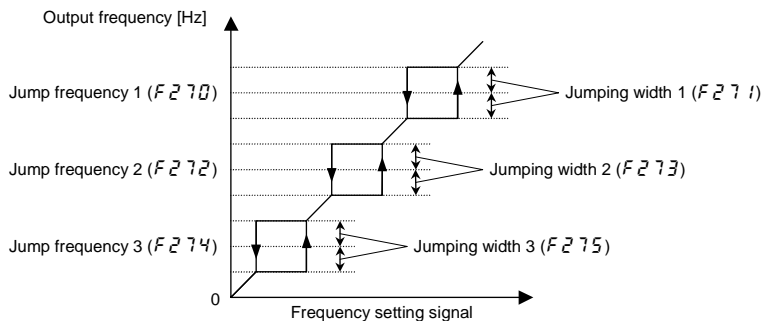 Output frequency [Hz]
Jump frequency 1 (F270)
Jumping width 1 (F271)
Jump frequency 2 (F272)
Jumping width 2 (F273)
Jump frequency 3 (F274)
Jumping width 3 (F275)
0
Frequency setting signal